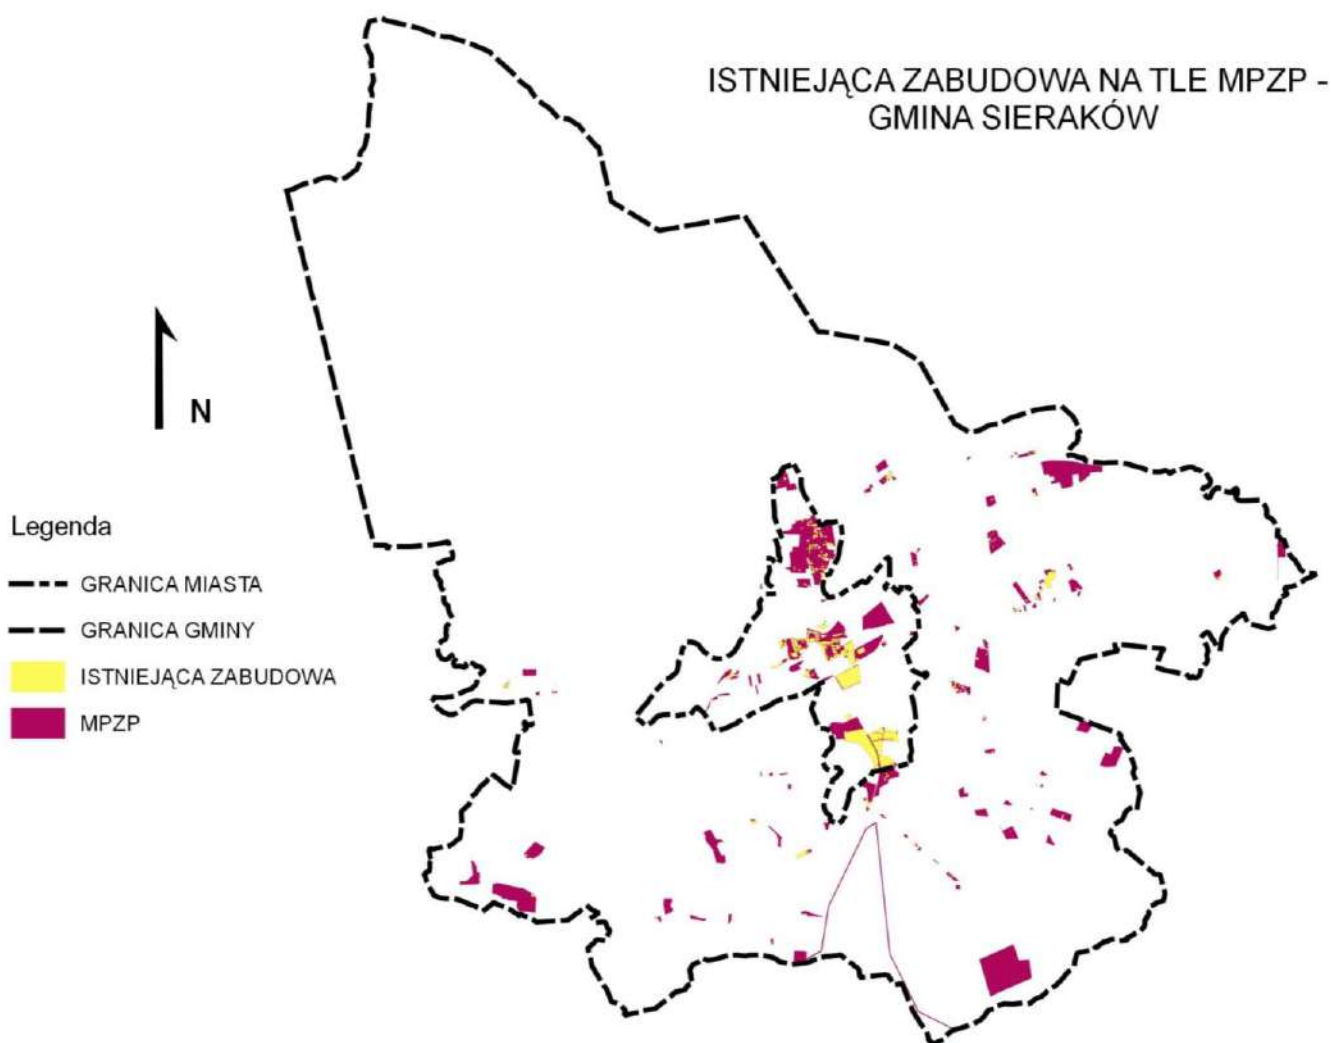 ISTNIEJĄCA ZABUDOWA NA TLE MPZP -
GMINA SIERAKÓW
N
Legenda
GRANICA MIASTA
GRANICA GMINY
ISTNIEJĄCA ZABUDOWA
MPZP